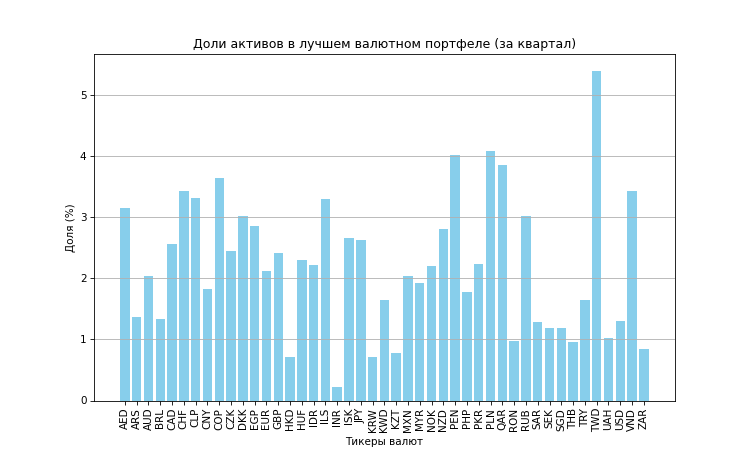 Доли активов в лучшем валютном портфеле (за квартал)
Доля (%)
5
4
3
2
1
0
AED ARS AUD BRL CAD CHF CLP CNY COP CZK DKK EGP EUR GBP HKD HUF IDR ILS INR ISK JPY KRW KWD KZT MXN MYR NOK NZD PEN PHP PKR PLN QAR RON RUB SAR SEK SGD THB TRY TWD UAH USD VND ZAR
Тикеры валют